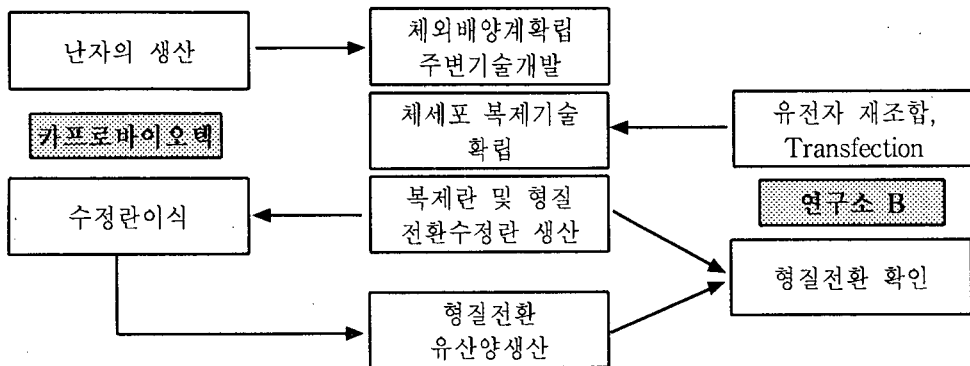 난자의 생산
체외배양계확립
주변기술개발
카프로바이오텍
체세포 복제기술
확립
유전자 재조합,
Transfection
수정란이식
복제란 및 형질
전환수정란 생산
연구소 B
형질전환 확인
형질전환
유산양생산